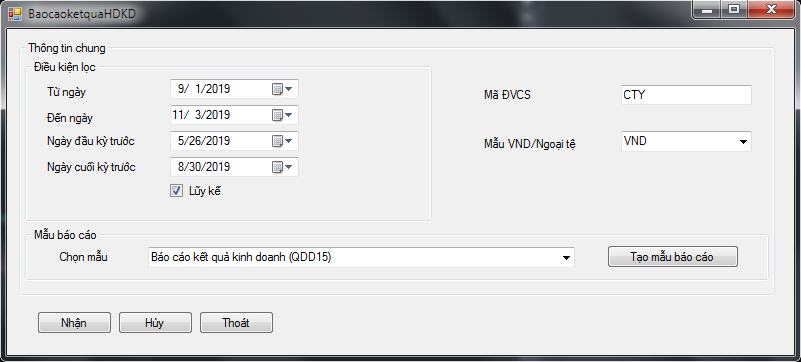 BaocaoketquaHDKD
Thông tin chung
Điều kiện lọc
Từ ngày 9/ 1/2019
Đến ngày 11/ 3/2019
Ngày đầu kỳ trước 5/26/2019
Ngày cuối kỳ trước 8/30/2019
Lũy kế
Mã ĐVCS CTY
Mẫu VND/Ngoại tệ VND
Mẫu báo cáo
Chọn mẫu Báo cáo kết quả kinh doanh (QDD15) Tạo mẫu báo cáo
Nhận Hủy Thoát